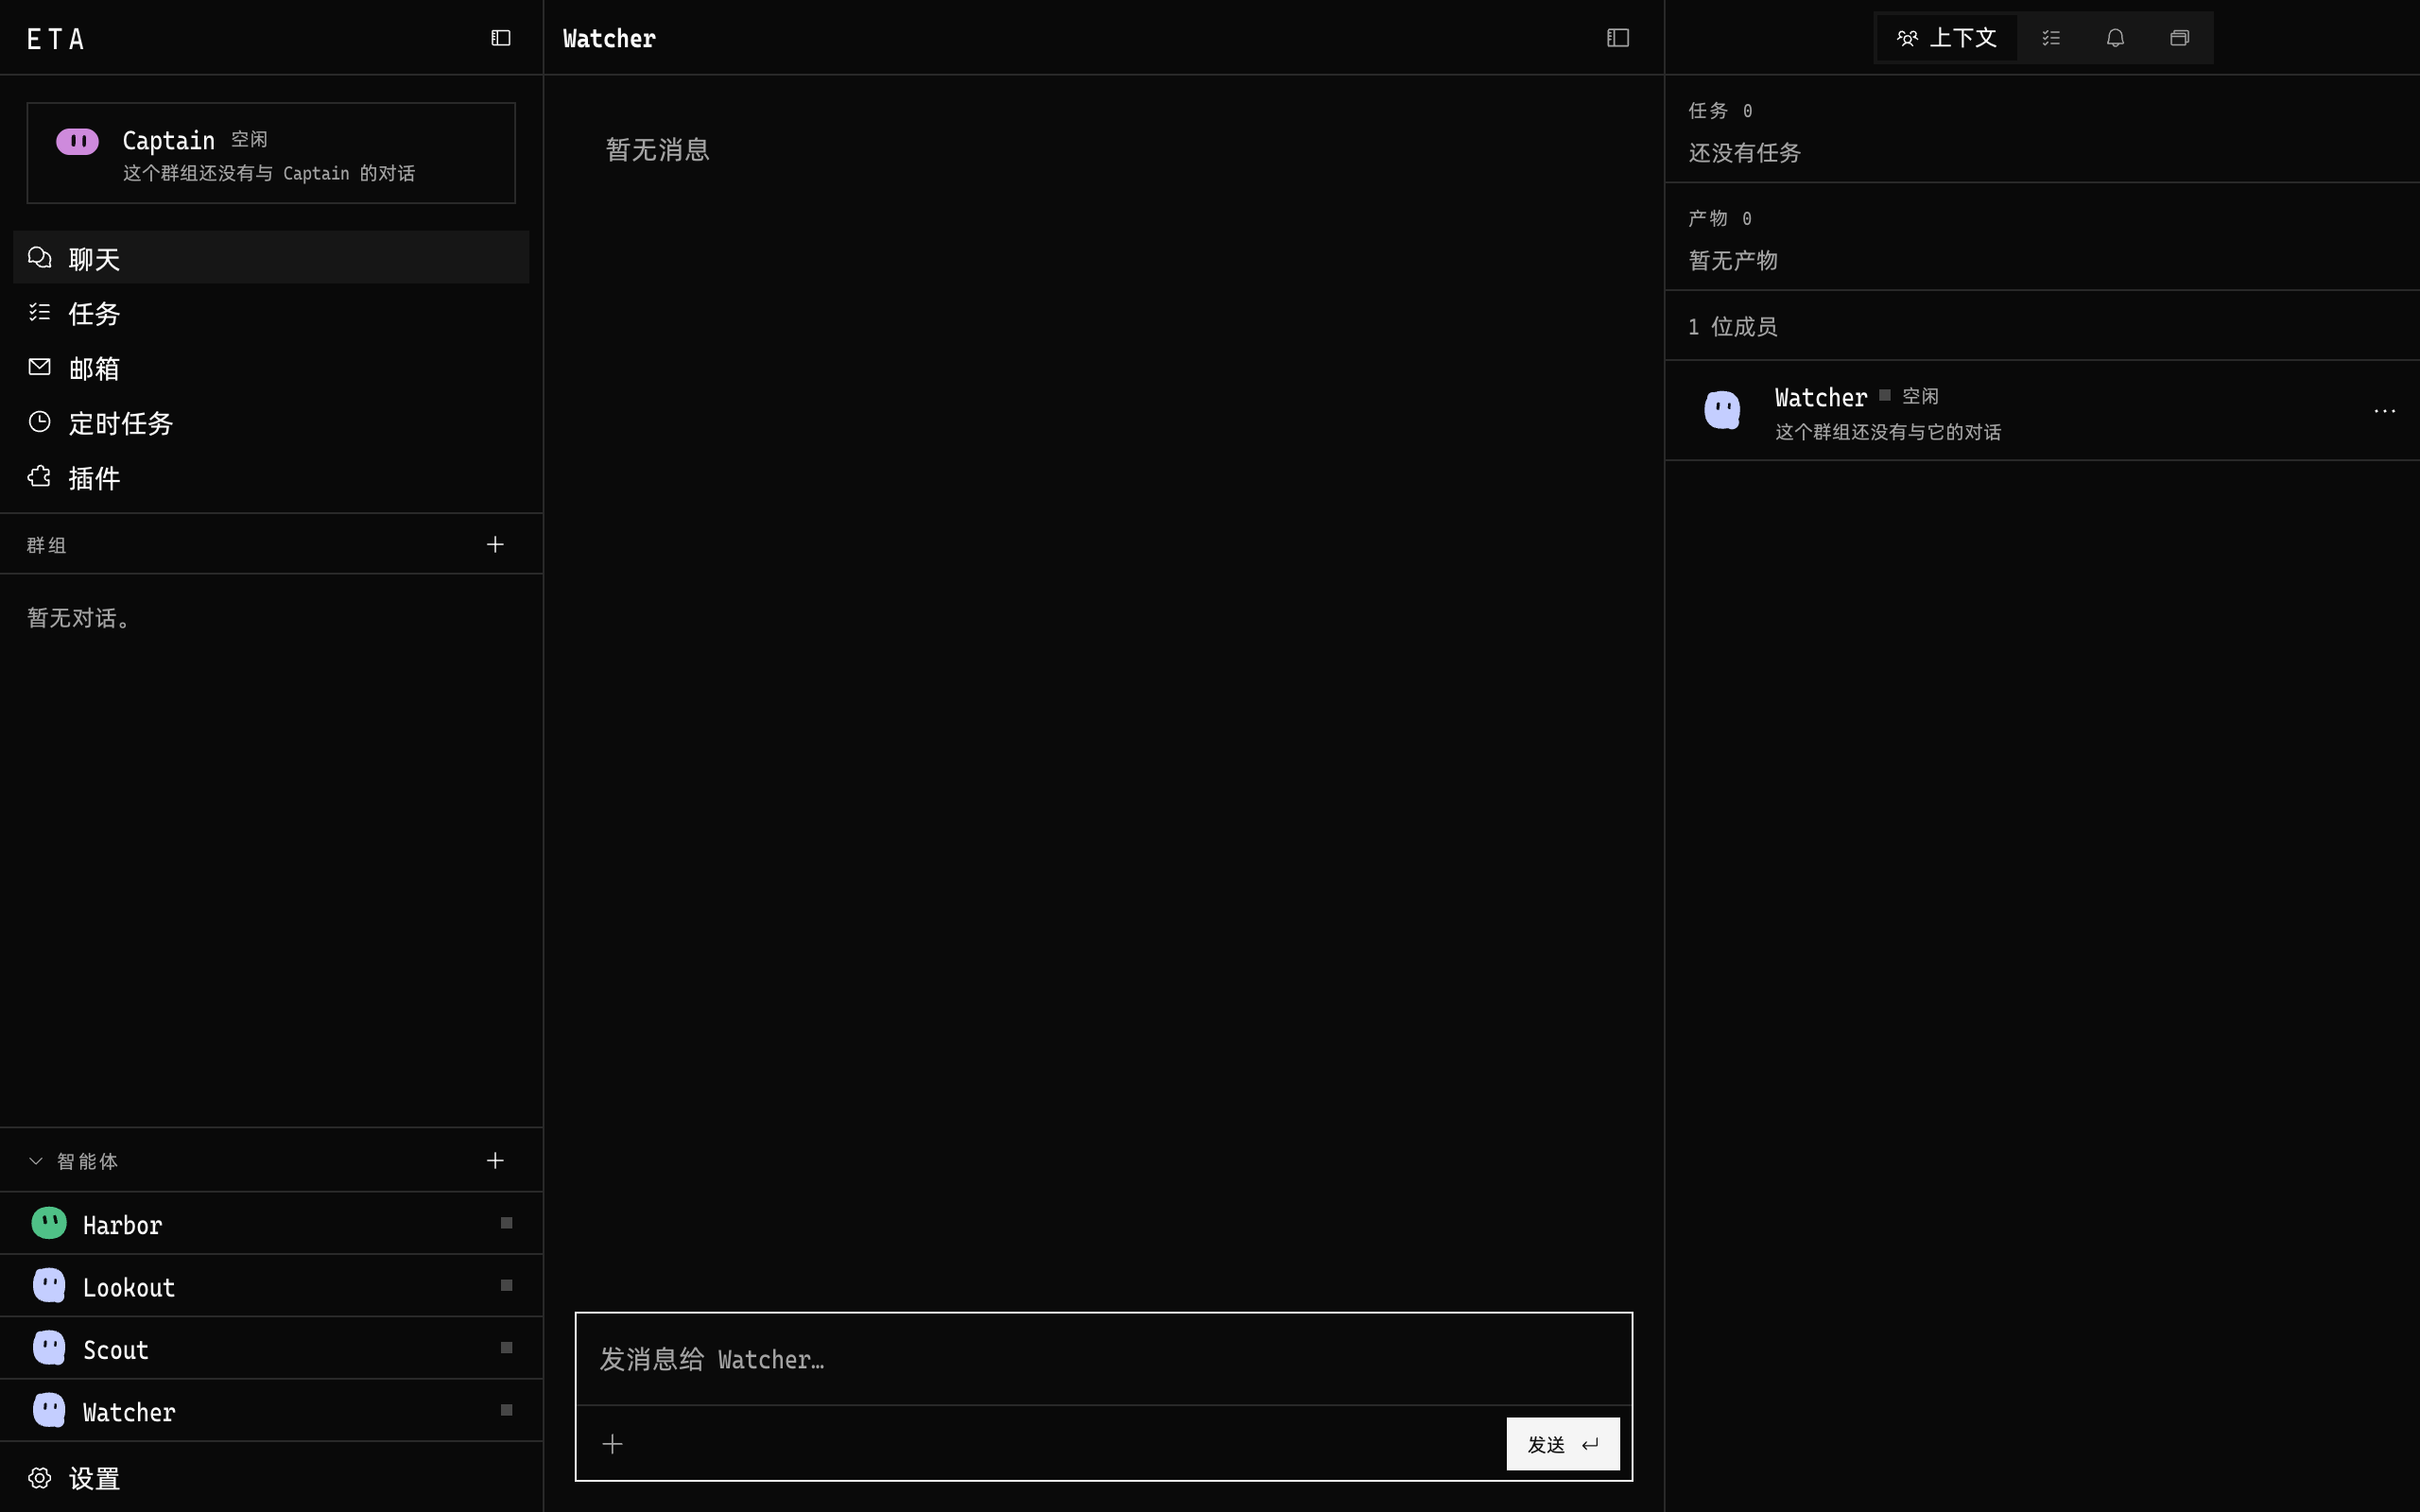 ETA
Captain 空闲
这个群组还没有与 Captain 的对话
聊天
任务
邮箱
定时任务
插件
群组
暂无对话。
智能体
Harbor
Lookout
Scout
Watcher
设置
Watcher
暂无消息
发消息给 Watcher…
发送
上下文
任务 0
还没有任务
产物 0
暂无产物
1 位成员
Watcher 空闲
这个群组还没有与它的对话